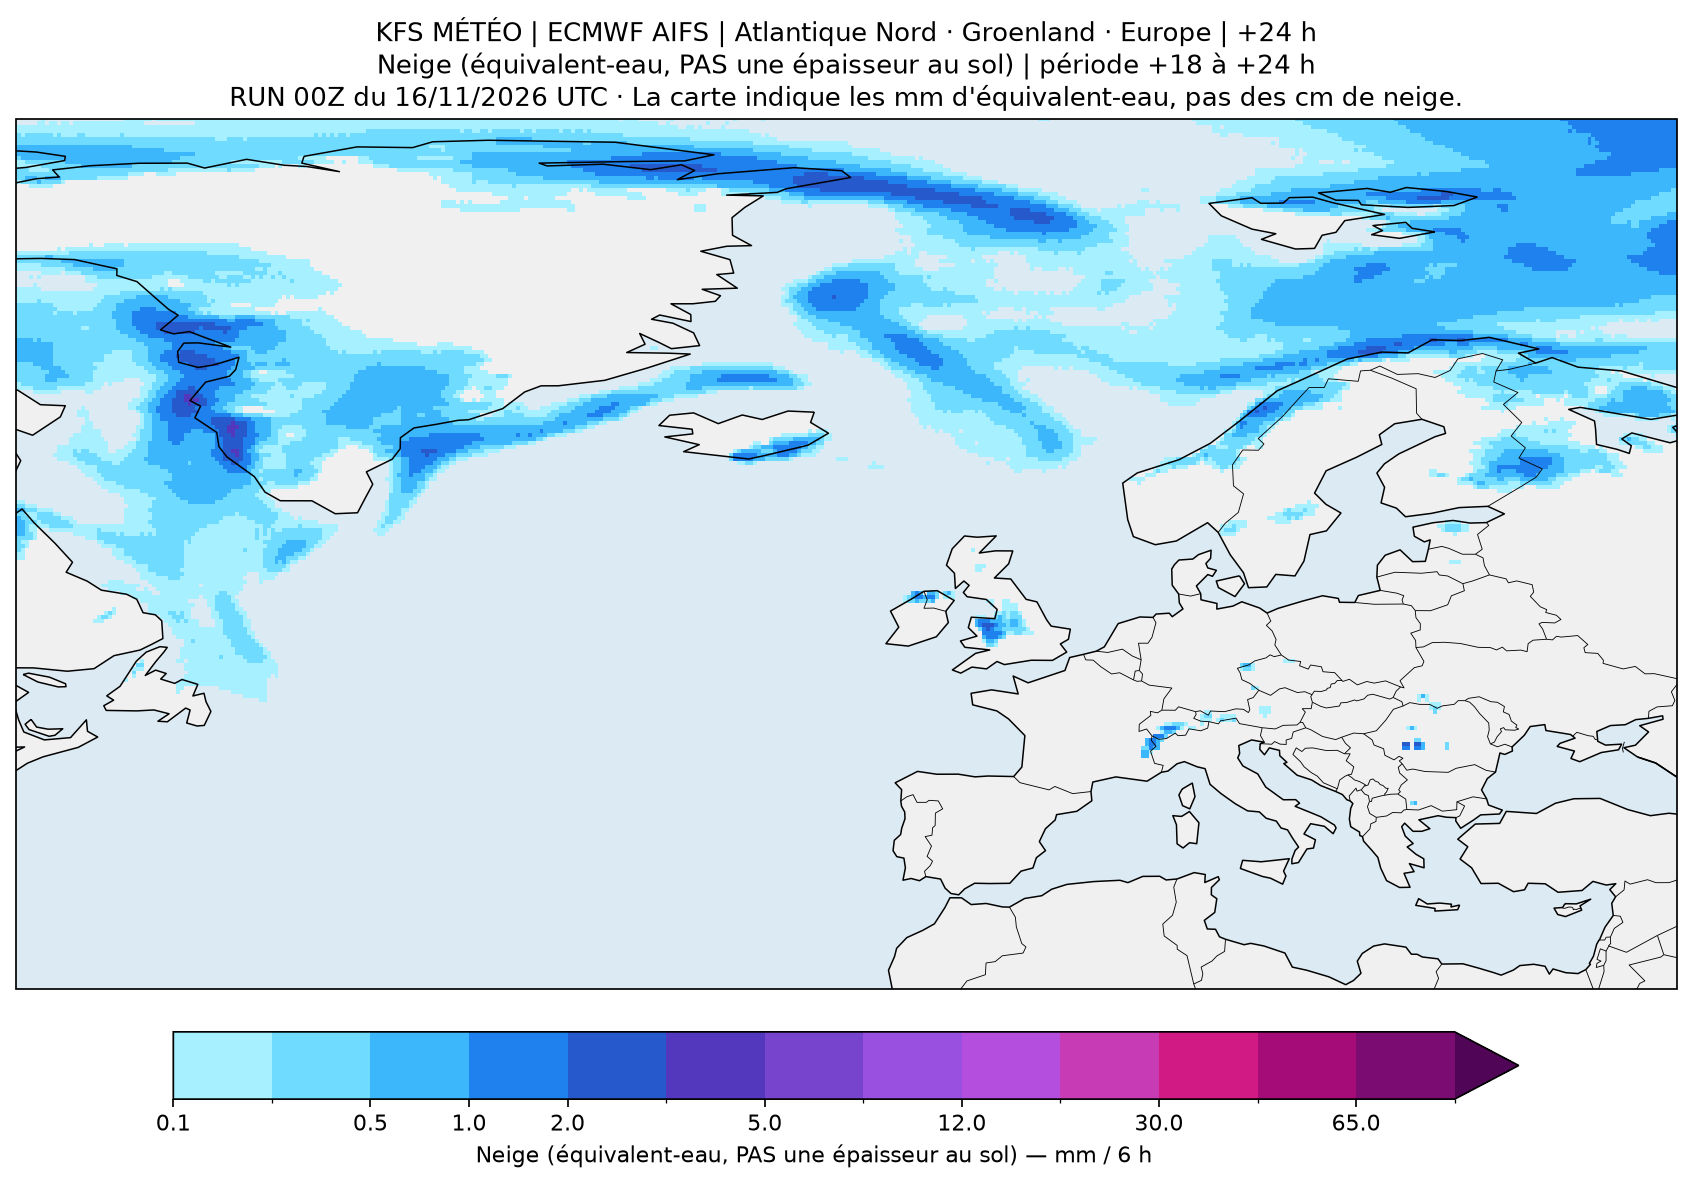 KFS MÉTÉO | ECMWF AIFS | Atlantique Nord · Groenland · Europe | +24 h
Neige (équivalent-eau, PAS une épaisseur au sol) | période +18 à +24 h
RUN 00Z du 16/11/2026 UTC · La carte indique les mm d'équivalent-eau, pas des cm de neige.
0.1 0.5 1.0 2.0 5.0 12.0 30.0 65.0
Neige (équivalent-eau, PAS une épaisseur au sol) — mm / 6 h